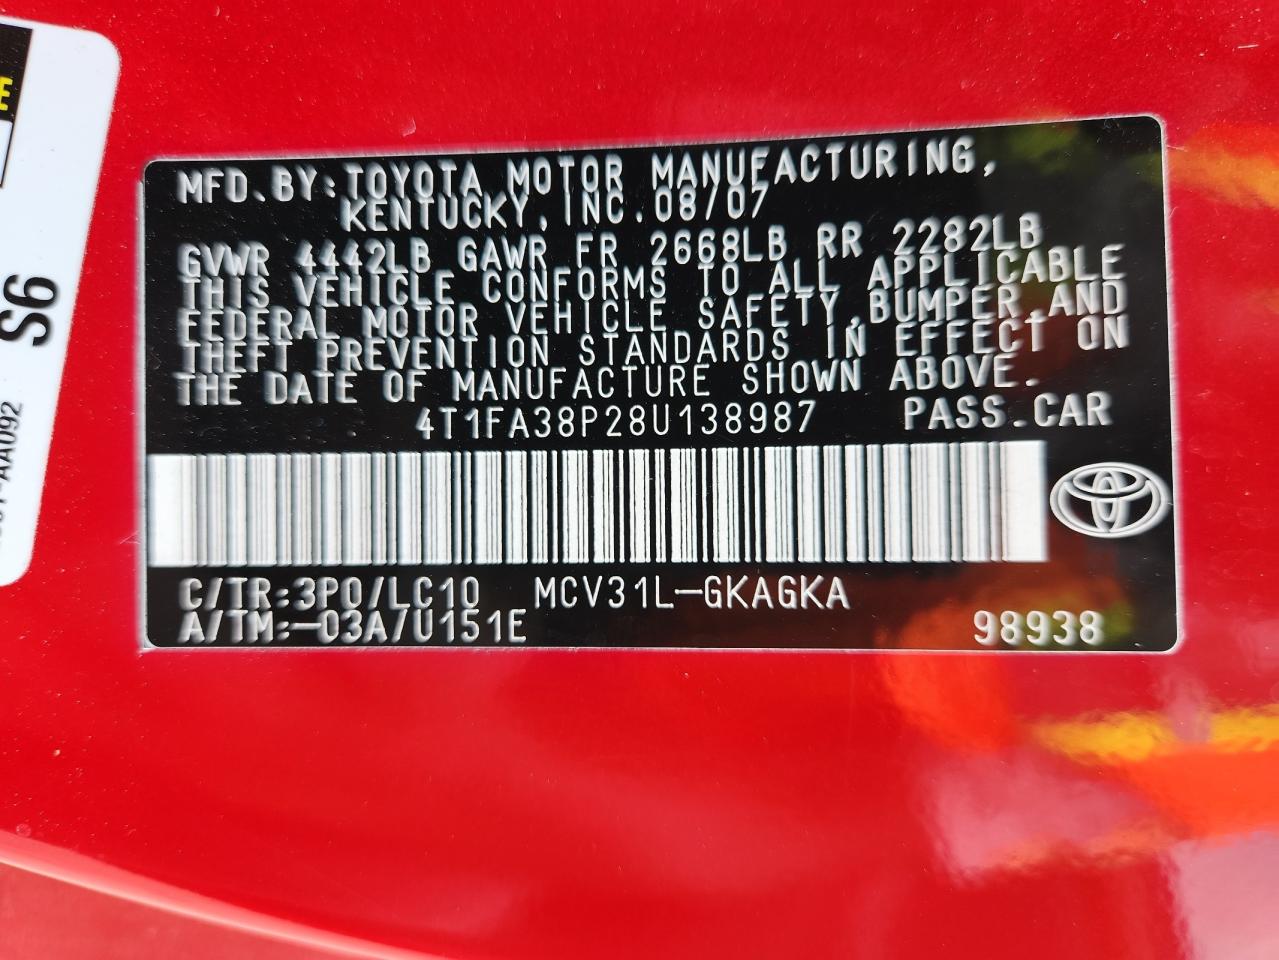 MFD.BY:TOYOTA MOTOR MANUFACTURING,
KENTUCKY,INC.08/07
GVWR 4442LB GAWR FR 2668LB RR 2282LB
THIS VEHICLE CONFORMS TO ALL APPLICABLE
FEDERAL MOTOR VEHICLE SAFETY,BUMPER,AND
THEFT PREVENTION STANDARDS IN EFFECT ON
THE DATE OF MANUFACTURE SHOWN ABOVE.
4T1FA38P28U138987 PASS.CAR
C/TR:3P0/LC10 MCV31L-GKAGKA
A/TM:-03A/U151E 98938
S6
-AA092